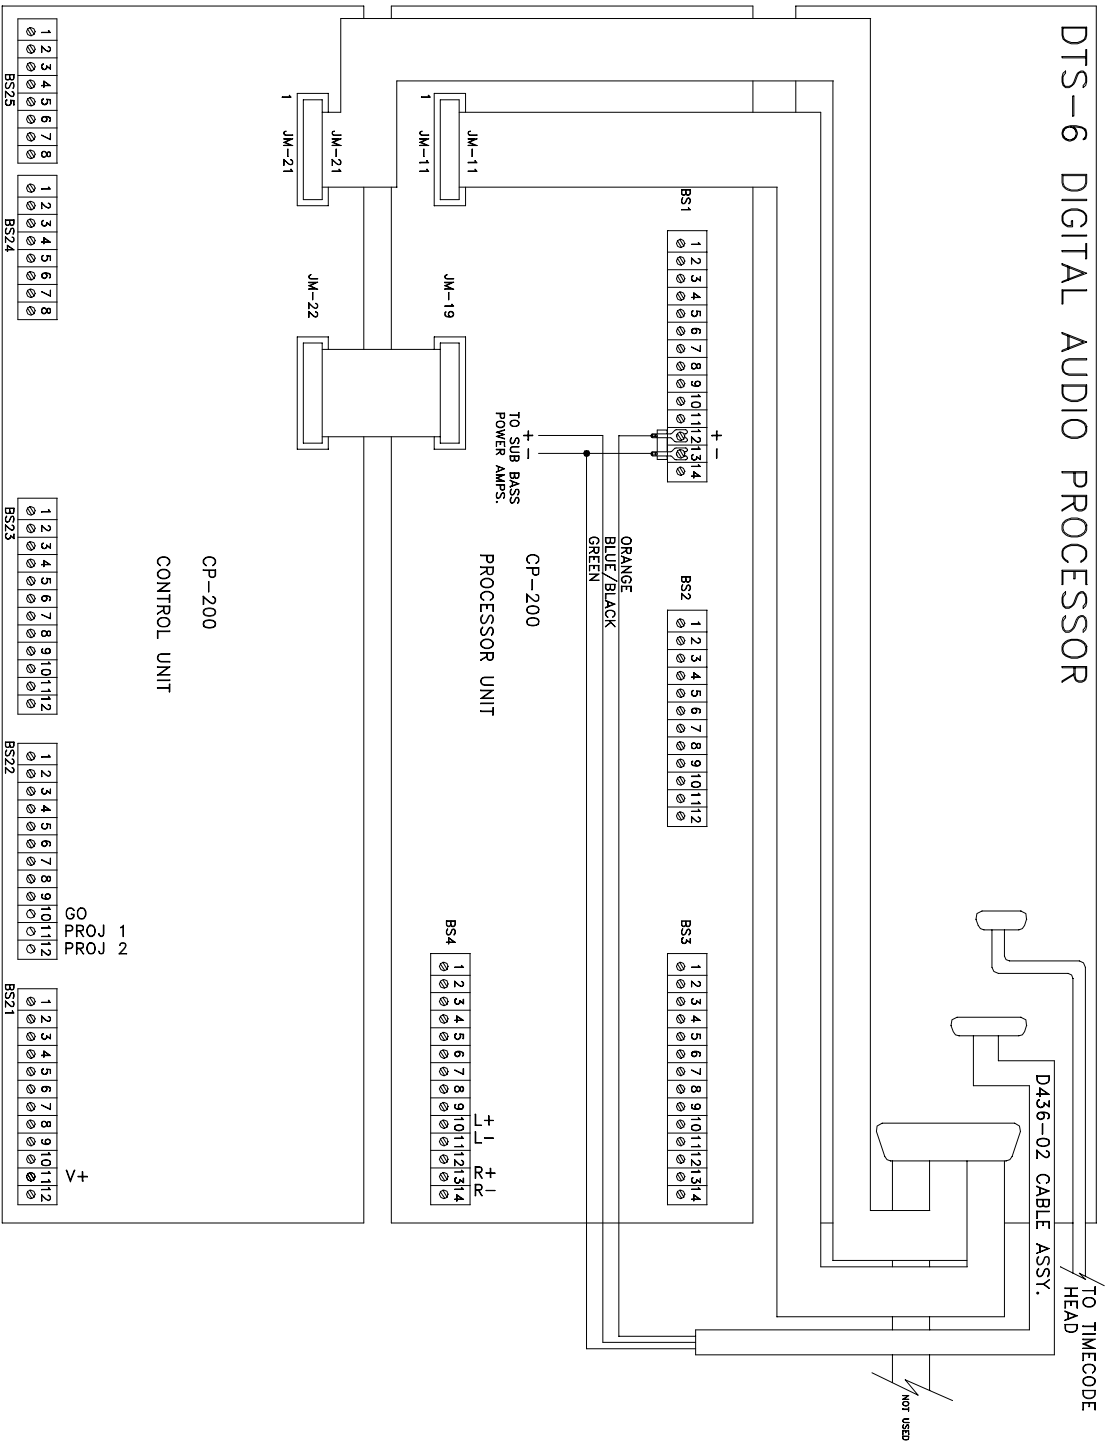 DTS-6 DIGITAL AUDIO PROCESSOR
TO TIMECODE
HEAD
D436-02 CABLE ASSY.
NOT USED
BS1
1 2 3 4 5 6 7 8 9 10 11 12 13 14
+ -
BS2
1 2 3 4 5 6 7 8 9 10 11 12
BS3
1 2 3 4 5 6 7 8 9 10 11 12 13 14
ORANGE
BLUE/BLACK
GREEN
+ -
TO SUB BASS
POWER AMPS.
CP-200
PROCESSOR UNIT
JM-11
JM-11
1
JM-19
BS4
1 2 3 4 5 6 7 8 9 10 11 12 13 14
L+
L-
R+
R-
JM-21
JM-21
1
JM-22
CP-200
CONTROL UNIT
BS25
1 2 3 4 5 6 7 8
BS24
1 2 3 4 5 6 7 8
BS23
1 2 3 4 5 6 7 8 9 10 11 12
BS22
1 2 3 4 5 6 7 8 9 10 11 12
GO
PROJ 1
PROJ 2
BS21
1 2 3 4 5 6 7 8 9 10 11 12
V+